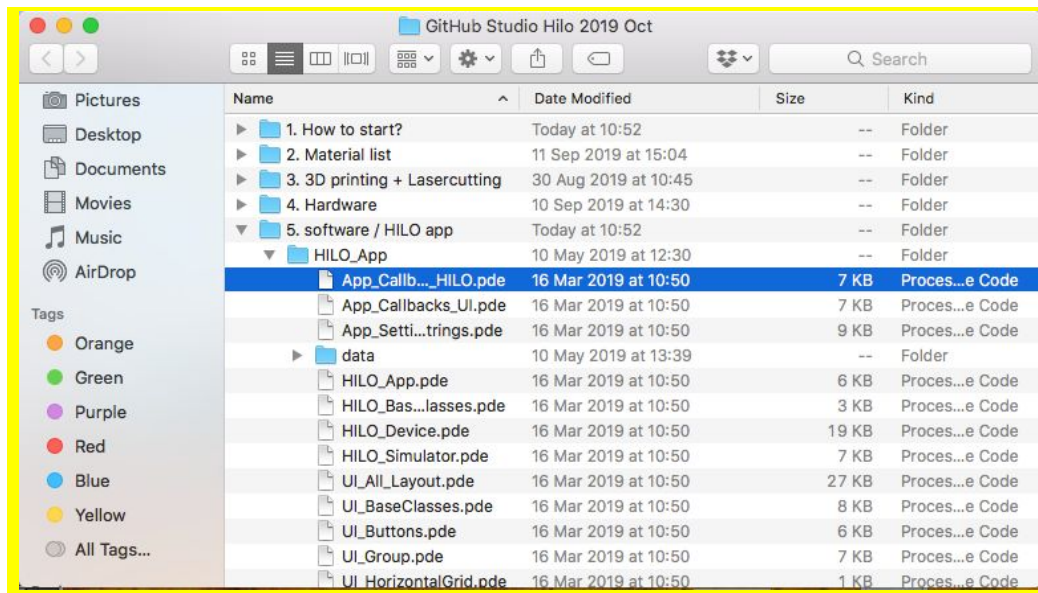 GitHub Studio Hilo 2019 Oct
Search
Pictures
Desktop
Documents
Movies
Music
AirDrop
Tags
Orange
Green
Purple
Red
Blue
Yellow
All Tags...
Name Date Modified Size Kind
1. How to start? Today at 10:52 -- Folder
2. Material list 11 Sep 2019 at 15:04 -- Folder
3. 3D printing + Lasercutting 30 Aug 2019 at 10:45 -- Folder
4. Hardware 10 Sep 2019 at 14:30 -- Folder
5. software / HILO app Today at 10:52 -- Folder
HILO_App 10 May 2019 at 12:30 -- Folder
App_Callb..._HILO.pde 16 Mar 2019 at 10:50 7 KB Proces...e Code
App_Callbacks_UI.pde 16 Mar 2019 at 10:50 7 KB Proces...e Code
App_Setti...trings.pde 16 Mar 2019 at 10:50 9 KB Proces...e Code
data 10 May 2019 at 13:39 -- Folder
HILO_App.pde 16 Mar 2019 at 10:50 6 KB Proces...e Code
HILO_Bas...lasses.pde 16 Mar 2019 at 10:50 3 KB Proces...e Code
HILO_Device.pde 16 Mar 2019 at 10:50 19 KB Proces...e Code
HILO_Simulator.pde 16 Mar 2019 at 10:50 7 KB Proces...e Code
UI_All_Layout.pde 16 Mar 2019 at 10:50 27 KB Proces...e Code
UI_BaseClasses.pde 16 Mar 2019 at 10:50 8 KB Proces...e Code
UI_Buttons.pde 16 Mar 2019 at 10:50 6 KB Proces...e Code
UI_Group.pde 16 Mar 2019 at 10:50 7 KB Proces...e Code
UI_HorizontalGrid.pde 16 Mar 2019 at 10:50 1 KB Proces...e Code